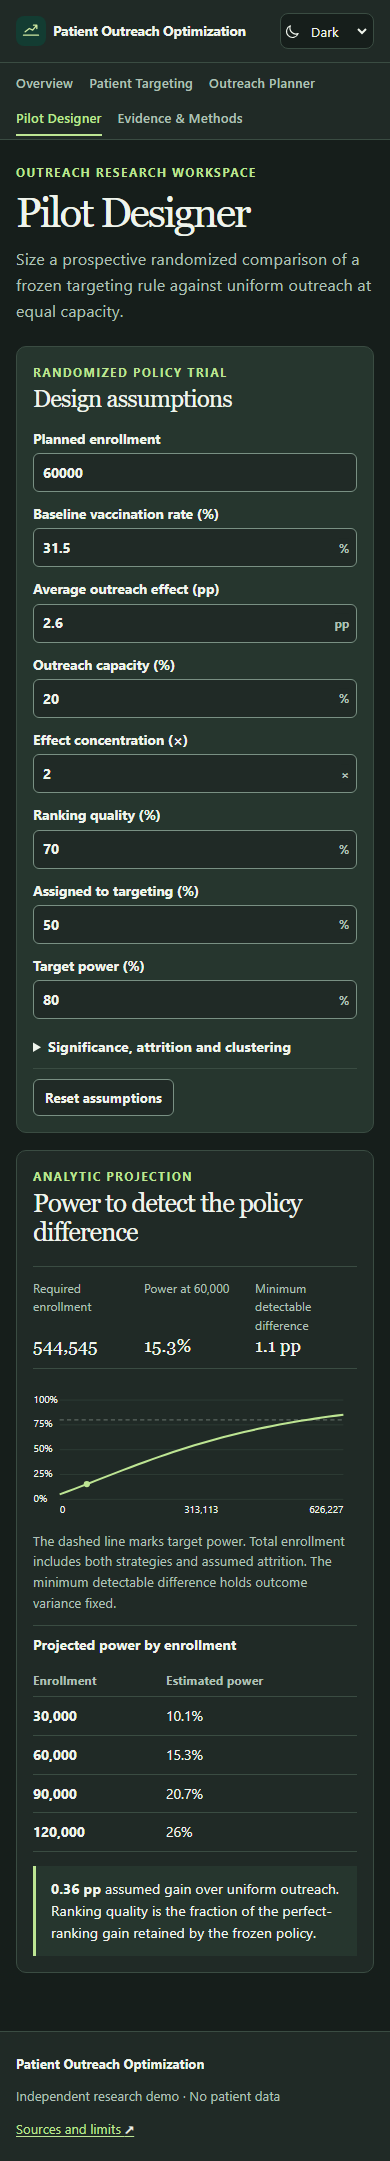 Patient Outreach Optimization
Dark
Overview Patient Targeting Outreach Planner
Pilot Designer Evidence & Methods
OUTREACH RESEARCH WORKSPACE
Pilot Designer
Size a prospective randomized comparison of a
frozen targeting rule against uniform outreach at
equal capacity.
RANDOMIZED POLICY TRIAL
Design assumptions
Planned enrollment
60000
Baseline vaccination rate (%)
31.5 %
Average outreach effect (pp)
2.6 pp
Outreach capacity (%)
20 %
Effect concentration (×)
2 ×
Ranking quality (%)
70 %
Assigned to targeting (%)
50 %
Target power (%)
80 %
▶ Significance, attrition and clustering
Reset assumptions
ANALYTIC PROJECTION
Power to detect the policy
difference
Required
enrollment
544,545
Power at 60,000
15.3%
Minimum
detectable
difference
1.1 pp
100%
75%
50%
25%
0%
0 313,113 626,227
The dashed line marks target power. Total enrollment
includes both strategies and assumed attrition. The
minimum detectable difference holds outcome
variance fixed.
Projected power by enrollment
Enrollment Estimated power
30,000 10.1%
60,000 15.3%
90,000 20.7%
120,000 26%
0.36 pp assumed gain over uniform outreach.
Ranking quality is the fraction of the perfect-
ranking gain retained by the frozen policy.
Patient Outreach Optimization
Independent research demo · No patient data
Sources and limits ↗